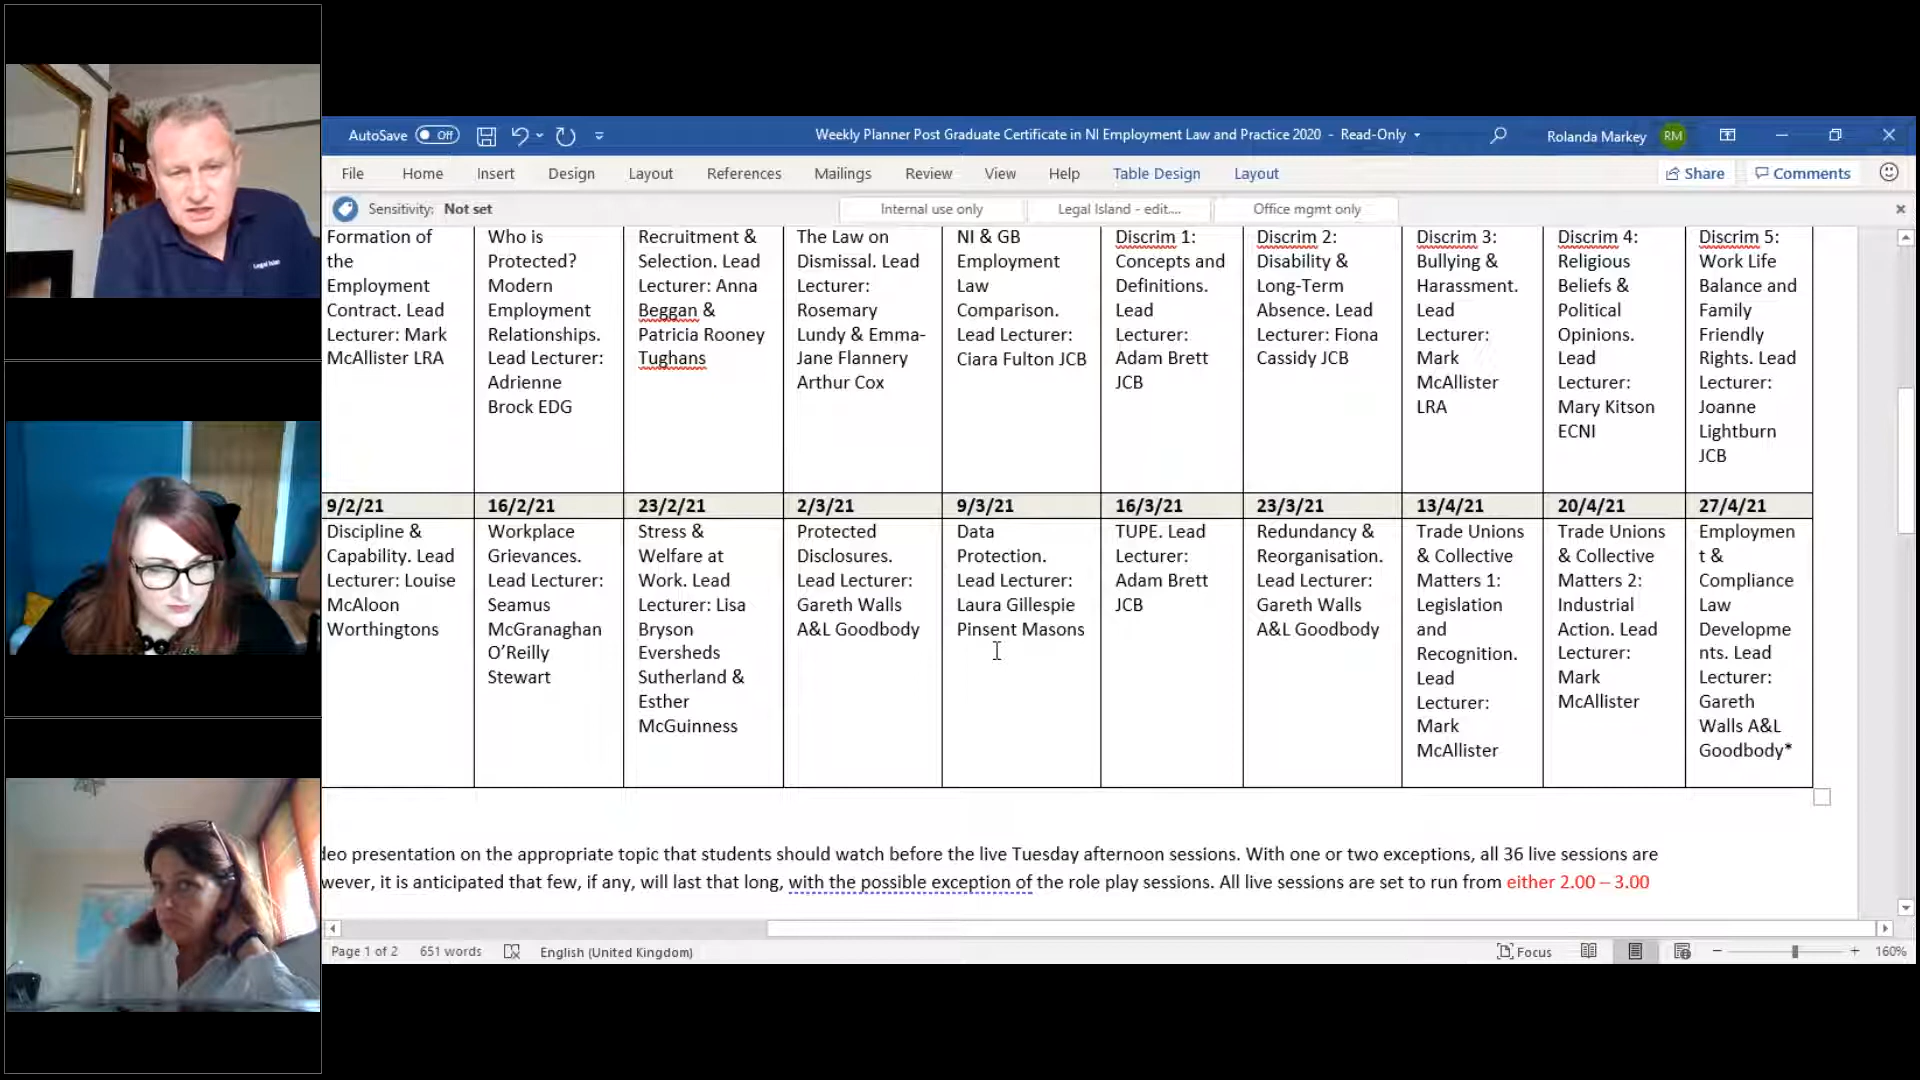 AutoSave Off
Weekly Planner Post Graduate Certificate in NI Employment Law and Practice 2020 - Read-Only
Rolanda Markey RM
File Home Insert Design Layout References Mailings Review View Help Table Design Layout Share Comments
Sensitivity: Not set Internal use only Legal Island - edit.... Office mgmt only
Formation of
the
Employment
Contract. Lead
Lecturer: Mark
McAllister LRA
Who is
Protected?
Modern
Employment
Relationships.
Lead Lecturer:
Adrienne
Brock EDG
Recruitment &
Selection. Lead
Lecturer: Anna
Beggan &
Patricia Rooney
Tughans
The Law on
Dismissal. Lead
Lecturer:
Rosemary
Lundy & Emma-
Jane Flannery
Arthur Cox
NI & GB
Employment
Law
Comparison.
Lead Lecturer:
Ciara Fulton JCB
Discrim 1:
Concepts and
Definitions.
Lead
Lecturer:
Adam Brett
JCB
Discrim 2:
Disability &
Long-Term
Absence. Lead
Lecturer: Fiona
Cassidy JCB
Discrim 3:
Bullying &
Harassment.
Lead
Lecturer:
Mark
McAllister
LRA
Discrim 4:
Religious
Beliefs &
Political
Opinions.
Lead
Lecturer:
Mary Kitson
ECNI
Discrim 5:
Work Life
Balance and
Family
Friendly
Rights. Lead
Lecturer:
Joanne
Lightburn
JCB
9/2/21 16/2/21 23/2/21 2/3/21 9/3/21 16/3/21 23/3/21 13/4/21 20/4/21 27/4/21
Discipline &
Capability. Lead
Lecturer: Louise
McAloon
Worthingtons
Workplace
Grievances.
Lead Lecturer:
Seamus
McGranaghan
O’Reilly
Stewart
Stress &
Welfare at
Work. Lead
Lecturer: Lisa
Bryson
Eversheds
Sutherland &
Esther
McGuinness
Protected
Disclosures.
Lead Lecturer:
Gareth Walls
A&L Goodbody
Data
Protection.
Lead Lecturer:
Laura Gillespie
Pinsent Masons
TUPE. Lead
Lecturer:
Adam Brett
JCB
Redundancy &
Reorganisation.
Lead Lecturer:
Gareth Walls
A&L Goodbody
Trade Unions
& Collective
Matters 1:
Legislation
and
Recognition.
Lead
Lecturer:
Mark
McAllister
Trade Unions
& Collective
Matters 2:
Industrial
Action. Lead
Lecturer:
Mark
McAllister
Employmen
t &
Compliance
Law
Developme
nts. Lead
Lecturer:
Gareth
Walls A&L
Goodbody*
deo presentation on the appropriate topic that students should watch before the live Tuesday afternoon sessions. With one or two exceptions, all 36 live sessions are
wever, it is anticipated that few, if any, will last that long, with the possible exception of the role play sessions. All live sessions are set to run from either 2.00 – 3.00
Page 1 of 2 651 words English (United Kingdom) Focus 160%
Legal Islan